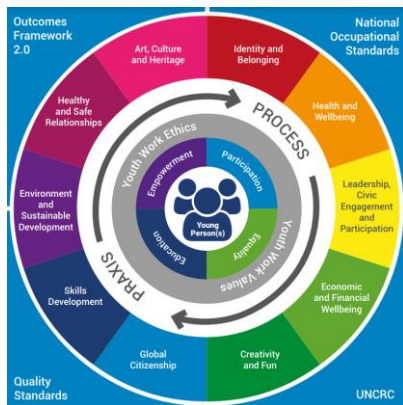 Outcomes
Framework
2.0
National
Occupational
Standards
Art, Culture
and Heritage
Identity and
Belonging
Healthy
and Safe
Relationships
Health and
Wellbeing
PROCESS
Youth Work Ethics
Empowerment
Participation
Environment
and
Sustainable
Development
Leadership,
Civic
Engagement
and
Participation
Young
Person(s)
Education
Equality
Youth Work Values
PRAXIS
Skills
Development
Economic
and Financial
Wellbeing
Global
Citizenship
Creativity
and Fun
Quality
Standards
UNCRC